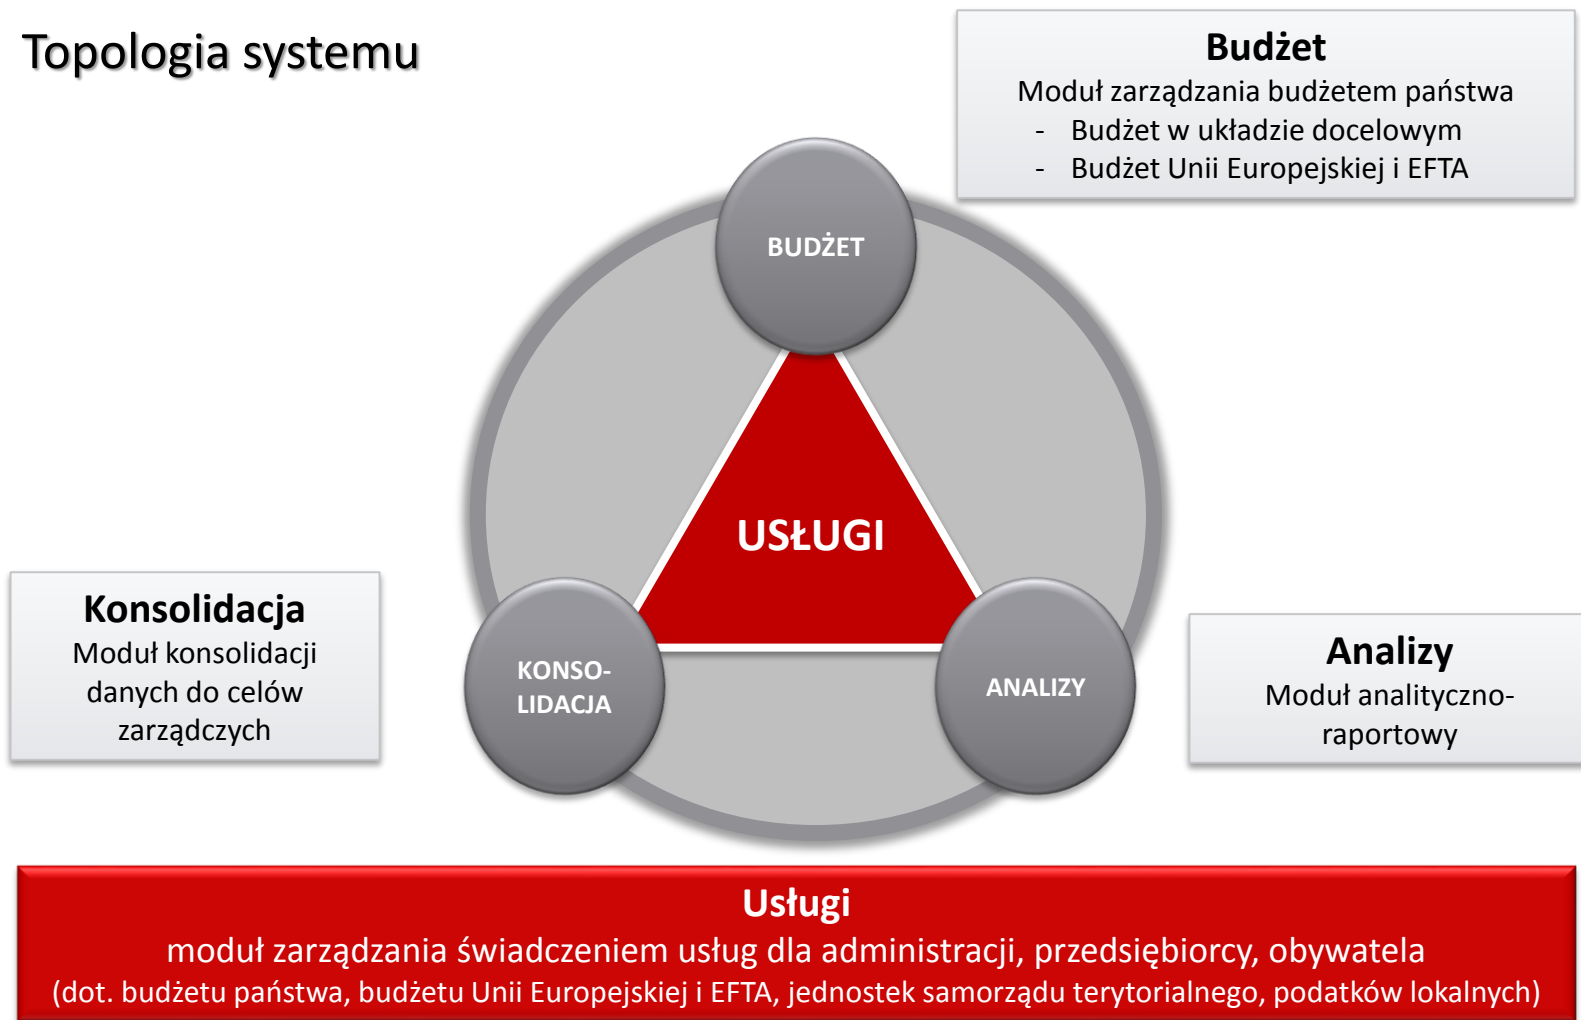 Topologia systemu
Budżet
Moduł zarządzania budżetem państwa
- Budżet w układzie docelowym
- Budżet Unii Europejskiej i EFTA
BUDŻET
USŁUGI
Konsolidacja
Moduł konsolidacji
danych do celów
zarządczych
KONSO-
LIDACJA
ANALIZY
Analizy
Moduł analityczno-
raportowy
Usługi
moduł zarządzania świadczeniem usług dla administracji, przedsiębiorcy, obywatela
(dot. budżetu państwa, budżetu Unii Europejskiej i EFTA, jednostek samorządu terytorialnego, podatków lokalnych)